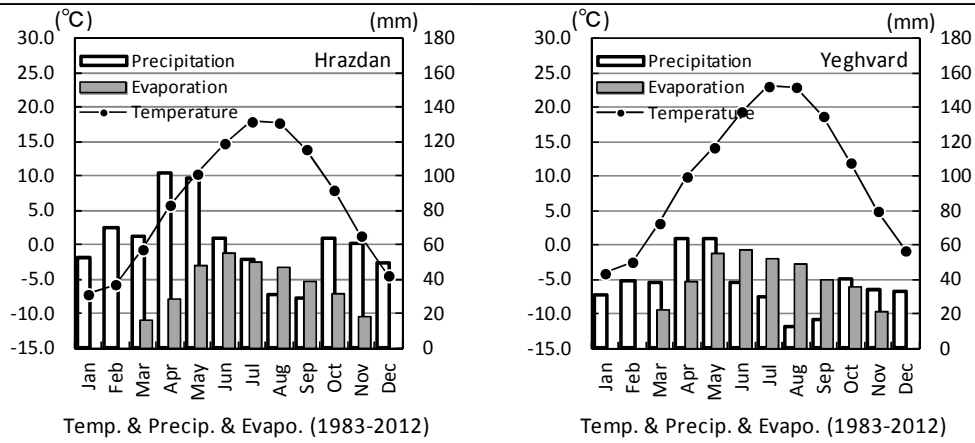 (℃) (mm)
30.0 180
25.0 160
20.0 140
15.0 120
10.0 100
5.0 80
0.0 60
-5.0 40
-10.0 20
-15.0 0
Precipitation Hrazdan
Evaporation
Temperature
Jan Feb Mar Apr May Jun Jul Aug Sep Oct Nov Dec
Temp. & Precip. & Evapo. (1983-2012)
(℃) (mm)
30.0 180
25.0 160
20.0 140
15.0 120
10.0 100
5.0 80
0.0 60
-5.0 40
-10.0 20
-15.0 0
Precipitation Yeghvard
Evaporation
Temperature
Jan Feb Mar Apr May Jun Jul Aug Sep Oct Nov Dec
Temp. & Precip. & Evapo. (1983-2012)